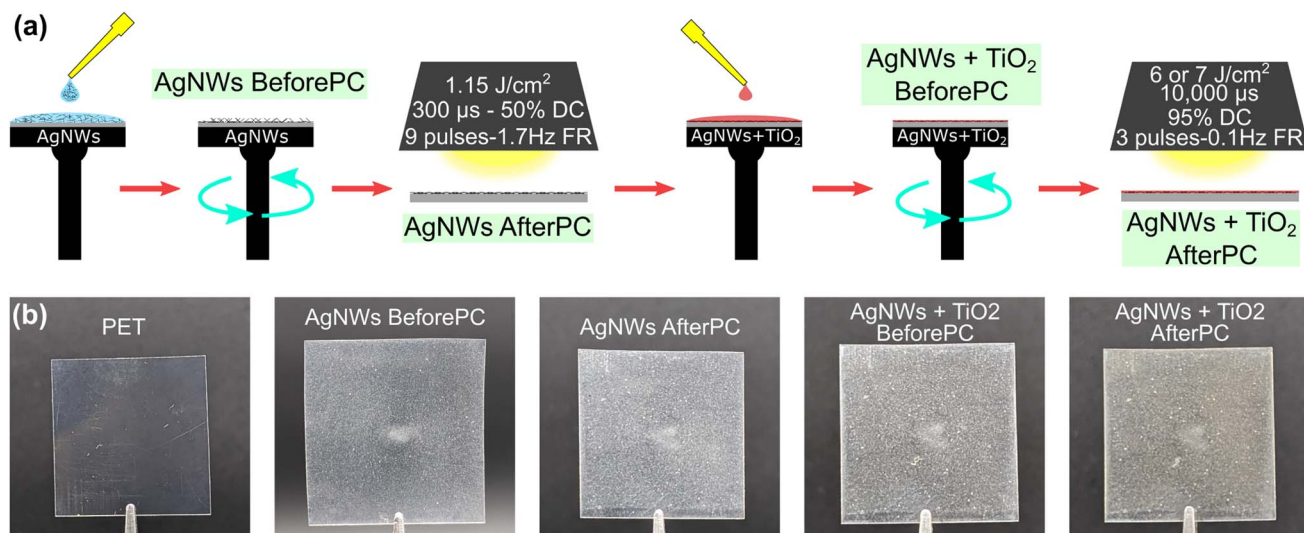 (a)
AgNWs
AgNWs BeforePC
AgNWs
1.15 J/cm²
300 µs - 50% DC
9 pulses-1.7Hz FR
AgNWs AfterPC
AgNWs+TiO₂
AgNWs + TiO₂
BeforePC
AgNWs+TiO₂
6 or 7 J/cm²
10,000 µs
95% DC
3 pulses-0.1Hz FR
AgNWs + TiO₂
AfterPC
(b)
PET
AgNWs BeforePC
AgNWs AfterPC
AgNWs + TiO2
BeforePC
AgNWs + TiO2
AfterPC